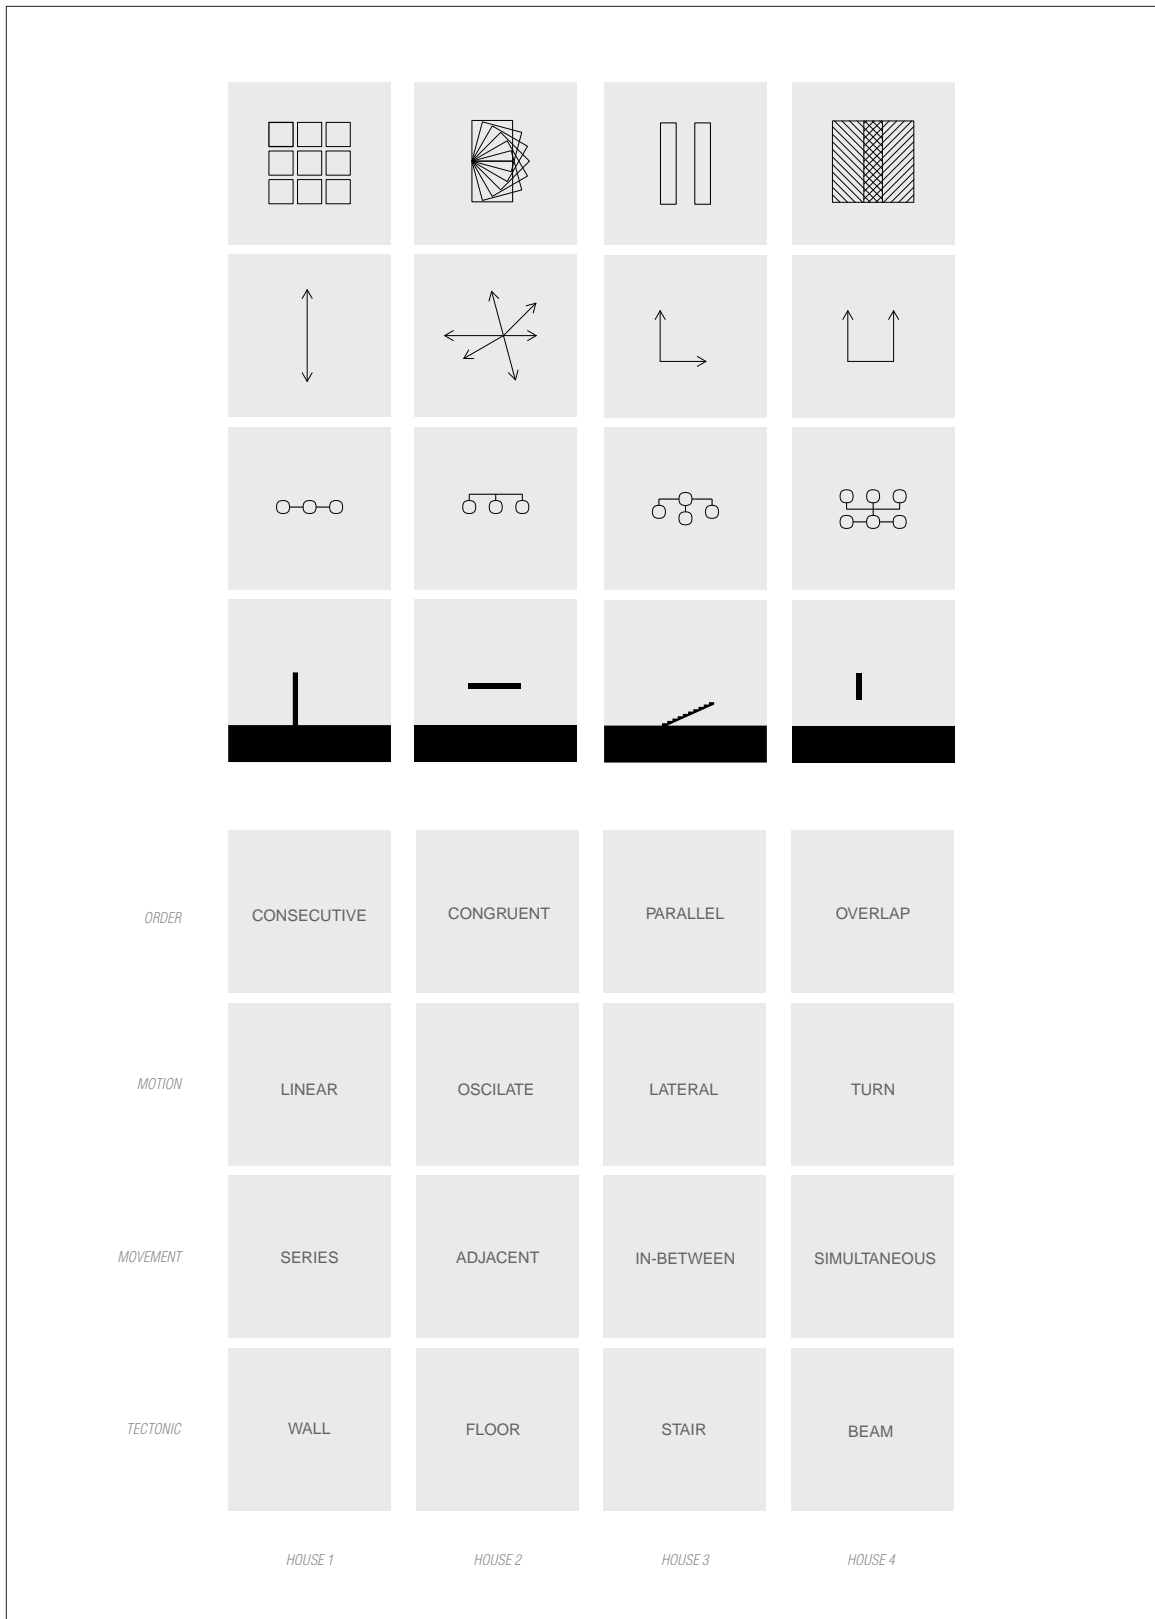 ORDER CONSECUTIVE CONGRUENT PARALLEL OVERLAP
MOTION LINEAR OSCILATE LATERAL TURN
MOVEMENT SERIES ADJACENT IN-BETWEEN SIMULTANEOUS
TECTONIC WALL FLOOR STAIR BEAM
HOUSE 1 HOUSE 2 HOUSE 3 HOUSE 4